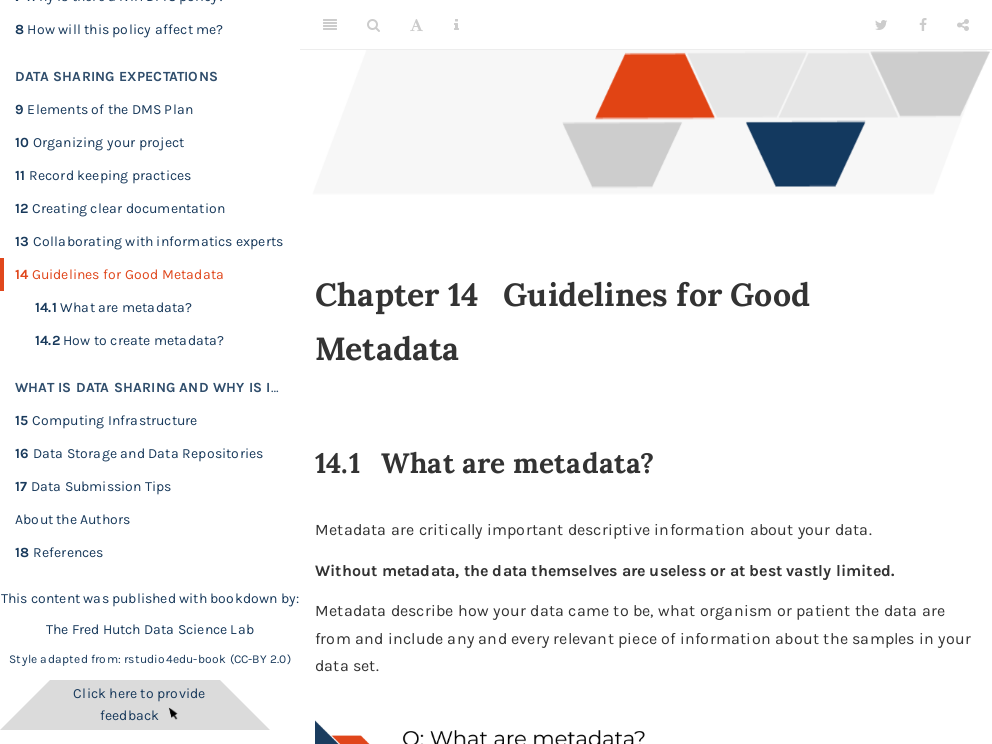 8 How will this policy affect me?
DATA SHARING EXPECTATIONS
9 Elements of the DMS Plan
10 Organizing your project
11 Record keeping practices
12 Creating clear documentation
13 Collaborating with informatics experts
14 Guidelines for Good Metadata
14.1 What are metadata?
14.2 How to create metadata?
WHAT IS DATA SHARING AND WHY IS I…
15 Computing Infrastructure
16 Data Storage and Data Repositories
17 Data Submission Tips
About the Authors
18 References
This content was published with bookdown by:
The Fred Hutch Data Science Lab
Style adapted from: rstudio4edu-book (CC-BY 2.0)
Click here to provide
feedback
A
i
Chapter 14 Guidelines for Good
Metadata
14.1 What are metadata?
Metadata are critically important descriptive information about your data.
Without metadata, the data themselves are useless or at best vastly limited.
Metadata describe how your data came to be, what organism or patient the data are
from and include any and every relevant piece of information about the samples in your
data set.
Q: What are metadata?